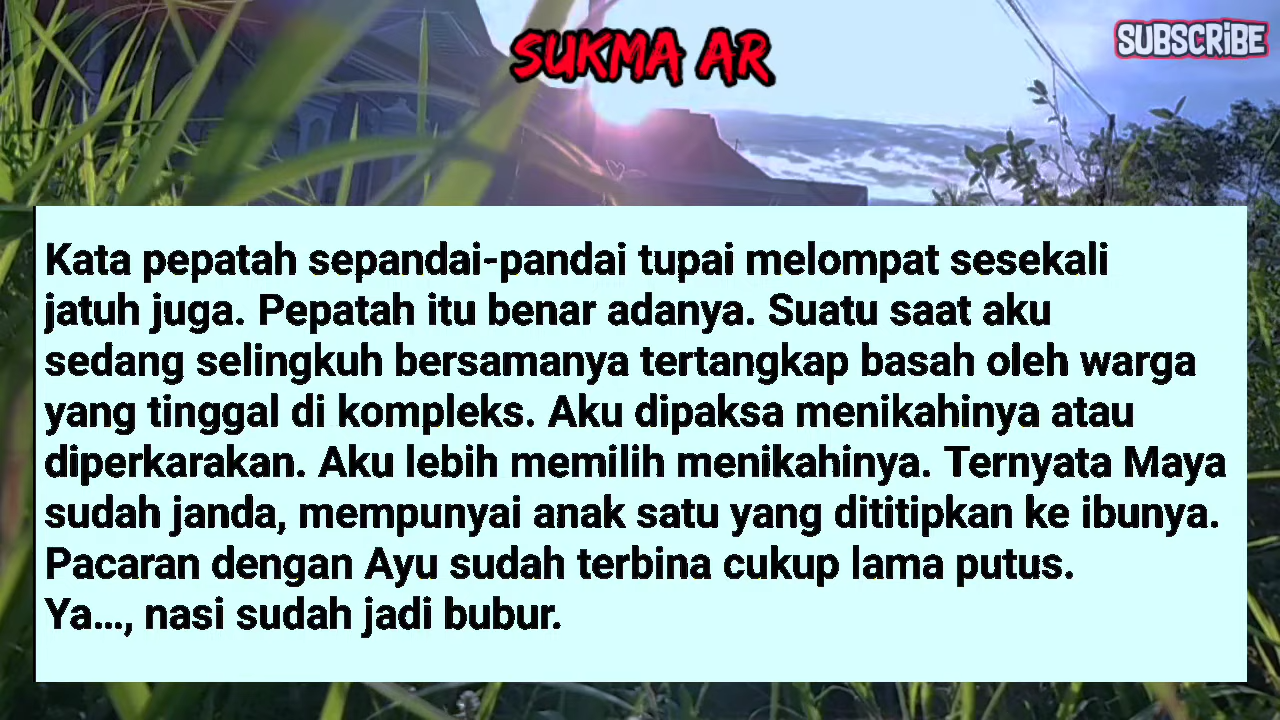 SUKMA AR
SUBSCRiBE
Kata pepatah sepandai-pandai tupai melompat sesekali
jatuh juga. Pepatah itu benar adanya. Suatu saat aku
sedang selingkuh bersamanya tertangkap basah oleh warga
yang tinggal di kompleks. Aku dipaksa menikahinya atau
diperkarakan. Aku lebih memilih menikahinya. Ternyata Maya
sudah janda, mempunyai anak satu yang dititipkan ke ibunya.
Pacaran dengan Ayu sudah terbina cukup lama putus.
Ya..., nasi sudah jadi bubur.